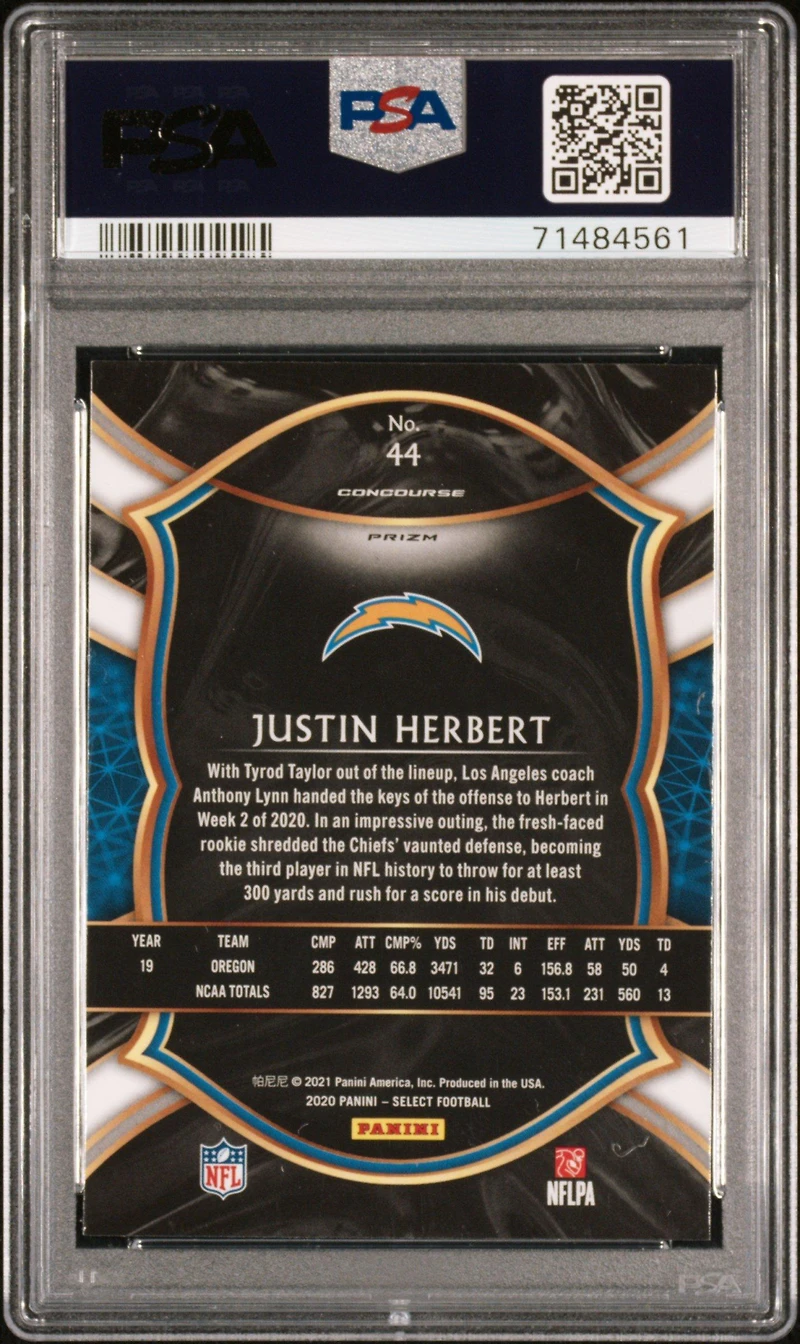 PSA
PSA
71484561
No.
44
CONCOURSE
PRIZM
JUSTIN HERBERT
With Tyrod Taylor out of the lineup, Los Angeles coach
Anthony Lynn handed the keys of the offense to Herbert in
Week 2 of 2020. In an impressive outing, the fresh-faced
rookie shredded the Chiefs' vaunted defense, becoming
the third player in NFL history to throw for at least
300 yards and rush for a score in his debut.
YEAR TEAM CMP ATT CMP% YDS TD INT EFF ATT YDS TD
19 OREGON 286 428 66.8 3471 32 6 156.8 58 50 4
NCAA TOTALS 827 1293 64.0 10541 95 23 153.1 231 560 13
帕尼尼 © 2021 Panini America, Inc. Produced in the USA.
2020 PANINI – SELECT FOOTBALL
PANINI
NFL
NFLPA
PSA